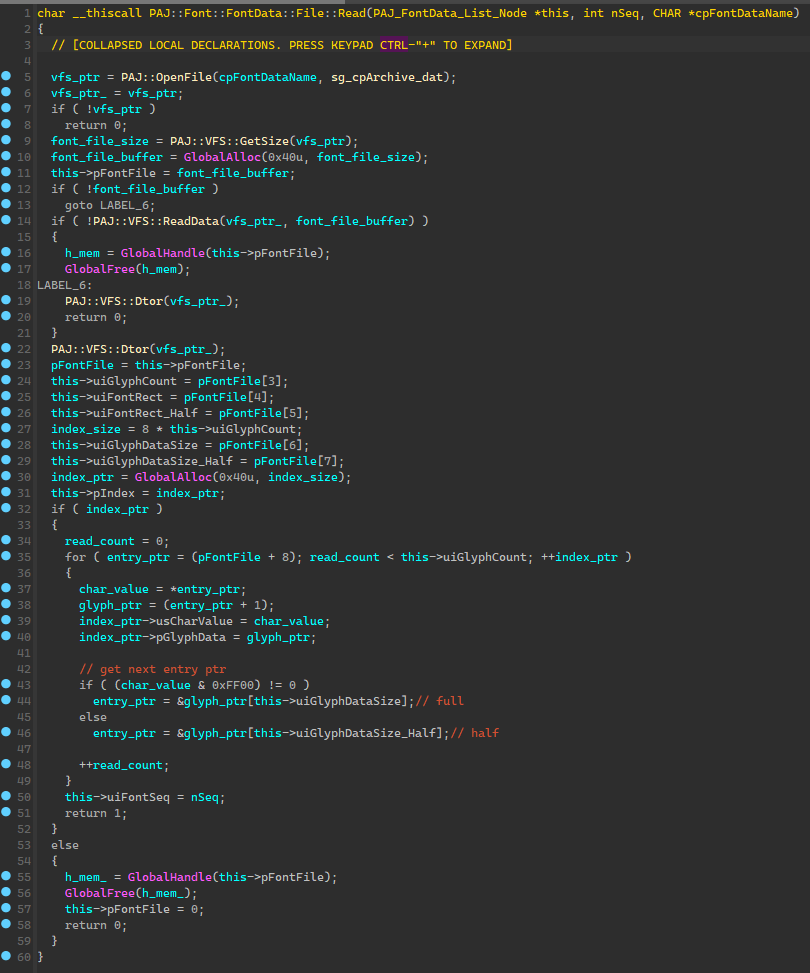 1 char __thiscall PAJ::Font::FontData::File::Read(PAJ_FontData_List_Node *this, int nSeq, CHAR *cpFontDataName)
2 {
3   // [COLLAPSED LOCAL DECLARATIONS. PRESS KEYPAD CTRL-"+" TO EXPAND]
4
5   vfs_ptr = PAJ::OpenFile(cpFontDataName, sg_cpArchive_dat);
6   vfs_ptr_ = vfs_ptr;
7   if ( !vfs_ptr )
8     return 0;
9   font_file_size = PAJ::VFS::GetSize(vfs_ptr);
10   font_file_buffer = GlobalAlloc(0x40u, font_file_size);
11   this->pFontFile = font_file_buffer;
12   if ( !font_file_buffer )
13     goto LABEL_6;
14   if ( !PAJ::VFS::ReadData(vfs_ptr_, font_file_buffer) )
15   {
16     h_mem = GlobalHandle(this->pFontFile);
17     GlobalFree(h_mem);
18 LABEL_6:
19     PAJ::VFS::Dtor(vfs_ptr_);
20     return 0;
21   }
22   PAJ::VFS::Dtor(vfs_ptr_);
23   pFontFile = this->pFontFile;
24   this->uiGlyphCount = pFontFile[3];
25   this->uiFontRect = pFontFile[4];
26   this->uiFontRect_Half = pFontFile[5];
27   index_size = 8 * this->uiGlyphCount;
28   this->uiGlyphDataSize = pFontFile[6];
29   this->uiGlyphDataSize_Half = pFontFile[7];
30   index_ptr = GlobalAlloc(0x40u, index_size);
31   this->pIndex = index_ptr;
32   if ( index_ptr )
33   {
34     read_count = 0;
35     for ( entry_ptr = (pFontFile + 8); read_count < this->uiGlyphCount; ++index_ptr )
36     {
37       char_value = *entry_ptr;
38       glyph_ptr = (entry_ptr + 1);
39       index_ptr->usCharValue = char_value;
40       index_ptr->pGlyphData = glyph_ptr;
41
42       // get next entry ptr
43       if ( (char_value & 0xFF00) != 0 )
44         entry_ptr = &glyph_ptr[this->uiGlyphDataSize];// full
45       else
46         entry_ptr = &glyph_ptr[this->uiGlyphDataSize_Half];// half
47
48       ++read_count;
49     }
50     this->uiFontSeq = nSeq;
51     return 1;
52   }
53   else
54   {
55     h_mem_ = GlobalHandle(this->pFontFile);
56     GlobalFree(h_mem_);
57     this->pFontFile = 0;
58     return 0;
59   }
60 }